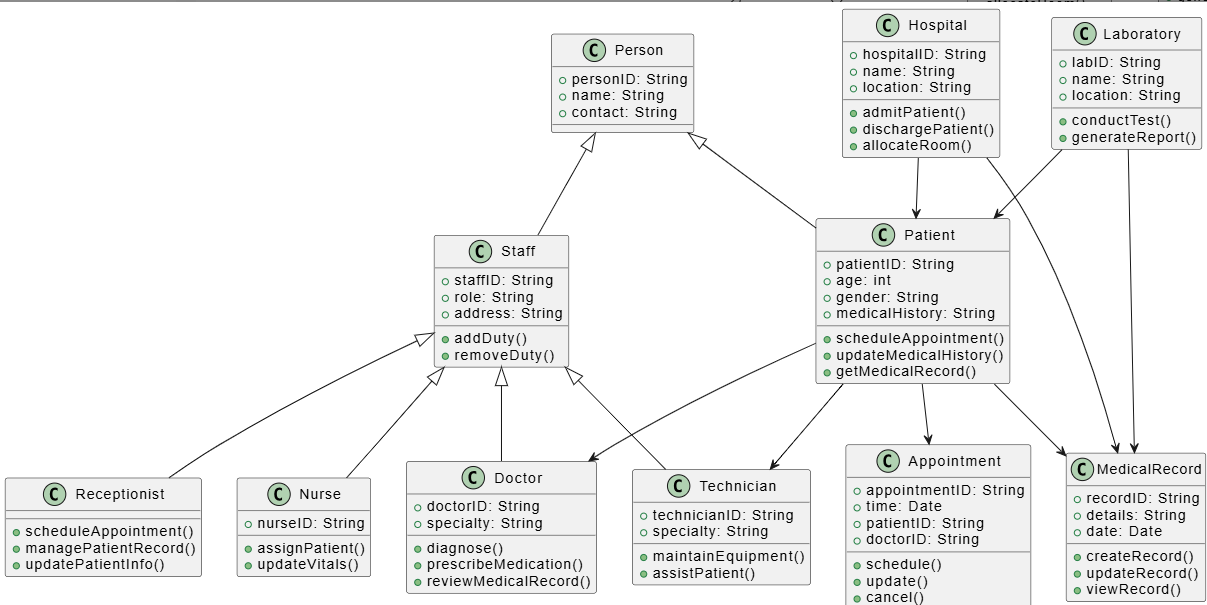 C Hospital
hospitalID: String
name: String
location: String
admitPatient()
dischargePatient()
allocateRoom()
C Laboratory
labID: String
name: String
location: String
conductTest()
generateReport()
C Person
personID: String
name: String
contact: String
C Staff
staffID: String
role: String
address: String
addDuty()
removeDuty()
C Patient
patientID: String
age: int
gender: String
medicalHistory: String
scheduleAppointment()
updateMedicalHistory()
getMedicalRecord()
C Receptionist
scheduleAppointment()
managePatientRecord()
updatePatientInfo()
C Nurse
nurseID: String
assignPatient()
updateVitals()
C Doctor
doctorID: String
specialty: String
diagnose()
prescribeMedication()
reviewMedicalRecord()
C Technician
technicianID: String
specialty: String
maintainEquipment()
assistPatient()
C Appointment
appointmentID: String
time: Date
patientID: String
doctorID: String
schedule()
update()
cancel()
C MedicalRecord
recordID: String
details: String
date: Date
createRecord()
updateRecord()
viewRecord()